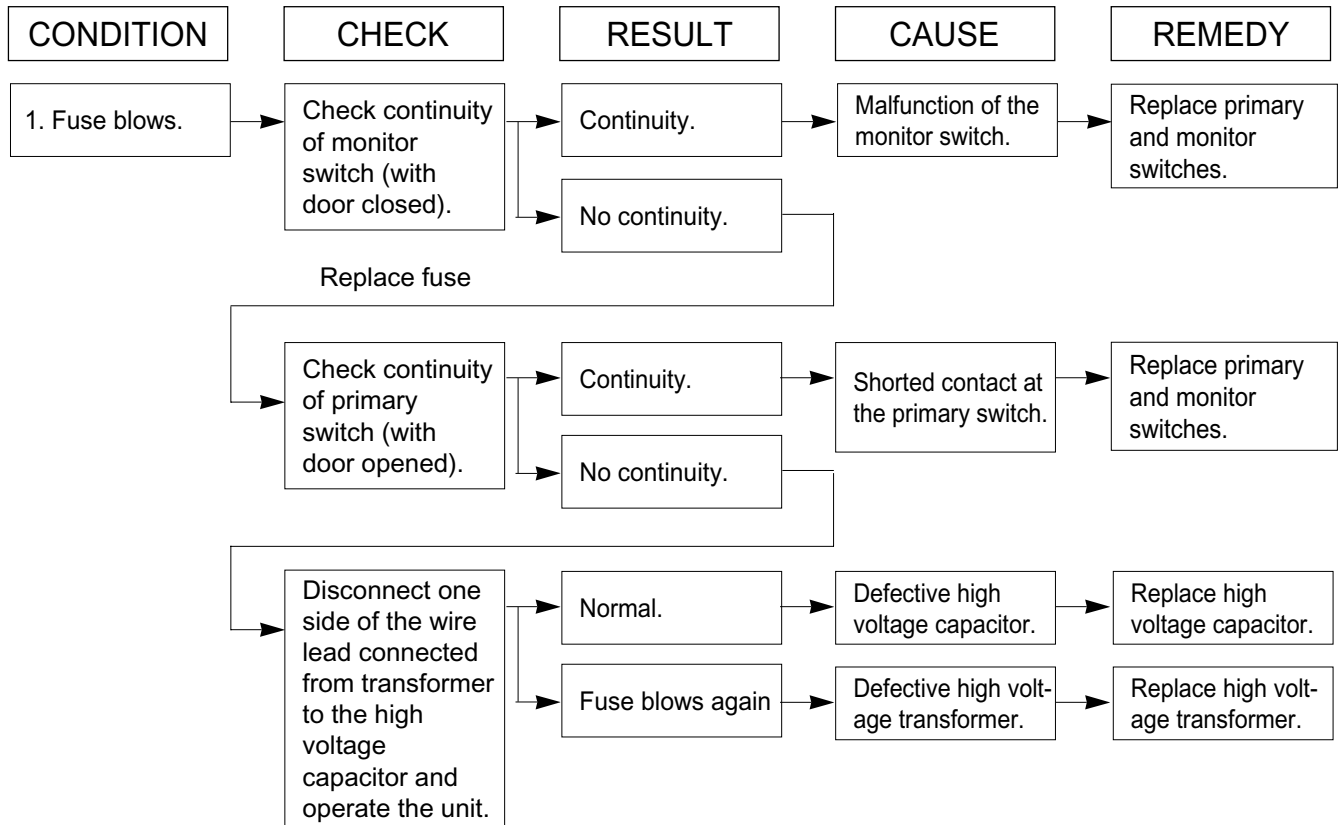 CONDITION
CHECK
RESULT
CAUSE
REMEDY
1. Fuse blows.
Check continuity
of monitor
switch (with
door closed).
Continuity.
Malfunction of the
monitor switch.
Replace primary
and monitor
switches.
No continuity.
Replace fuse
Check continuity
of primary
switch (with
door opened).
Continuity.
Shorted contact at
the primary switch.
Replace primary
and monitor
switches.
No continuity.
Disconnect one
side of the wire
lead connected
from transformer
to the high
voltage
capacitor and
operate the unit.
Normal.
Defective high
voltage capacitor.
Replace high
voltage capacitor.
Fuse blows again
Defective high volt-
age transformer.
Replace high volt-
age transformer.